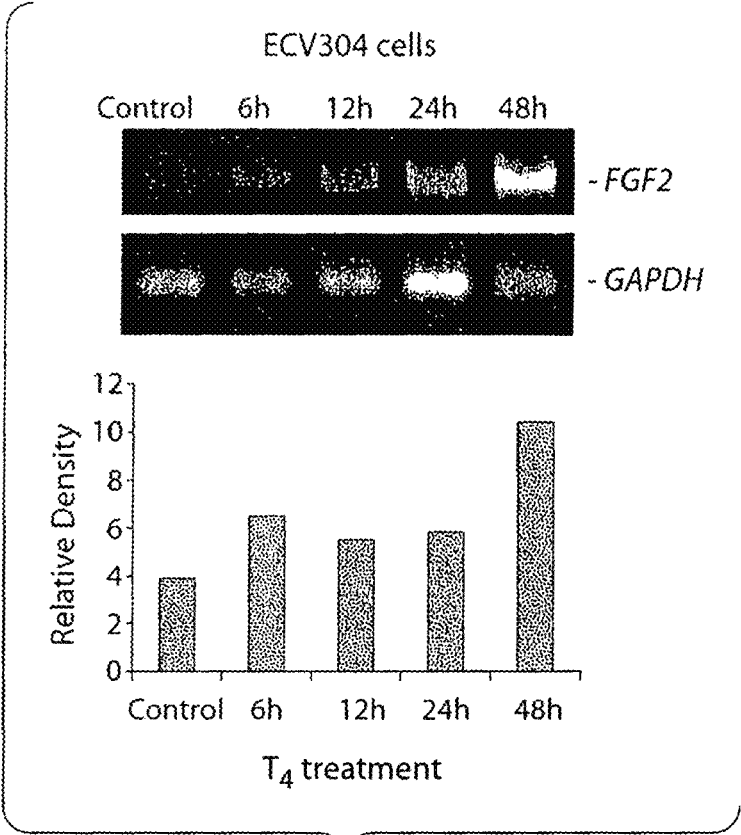 ECV304 cells
Control 6h 12h 24h 48h
- FGF2
- GAPDH
12
10
8
6
4
2
0
Relative Density
Control 6h 12h 24h 48h
T4 treatment